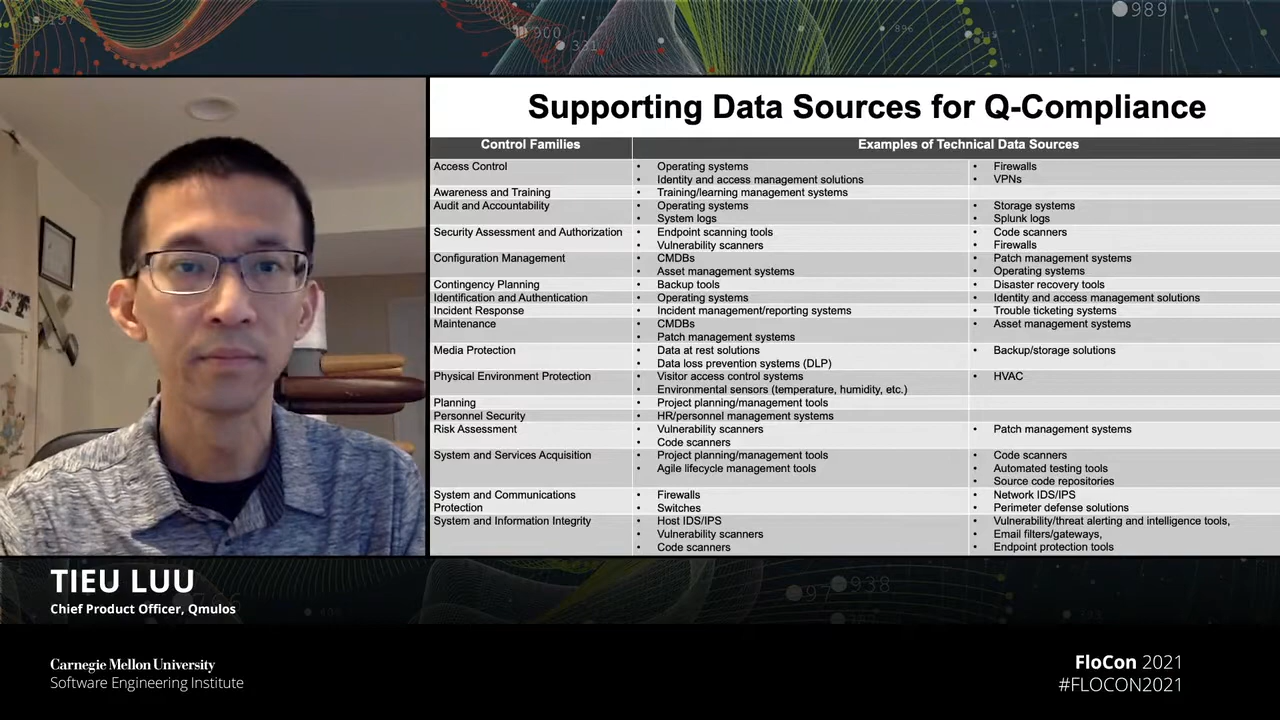 989
900
331
896
Supporting Data Sources for Q-Compliance
Control Families
Examples of Technical Data Sources
Access Control
• Operating systems
• Identity and access management solutions
• Firewalls
• VPNs
Awareness and Training
• Training/learning management systems
Audit and Accountability
• Operating systems
• System logs
• Storage systems
• Splunk logs
Security Assessment and Authorization
• Endpoint scanning tools
• Vulnerability scanners
• Code scanners
• Firewalls
Configuration Management
• CMDBs
• Asset management systems
• Patch management systems
• Operating systems
Contingency Planning
• Backup tools
• Disaster recovery tools
Identification and Authentication
• Operating systems
• Identity and access management solutions
Incident Response
• Incident management/reporting systems
• Trouble ticketing systems
Maintenance
• CMDBs
• Patch management systems
• Asset management systems
Media Protection
• Data at rest solutions
• Data loss prevention systems (DLP)
• Backup/storage solutions
Physical Environment Protection
• Visitor access control systems
• Environmental sensors (temperature, humidity, etc.)
• HVAC
Planning
• Project planning/management tools
Personnel Security
• HR/personnel management systems
Risk Assessment
• Vulnerability scanners
• Code scanners
• Patch management systems
System and Services Acquisition
• Project planning/management tools
• Agile lifecycle management tools
• Code scanners
• Automated testing tools
• Source code repositories
System and Communications
Protection
• Firewalls
• Switches
• Network IDS/IPS
• Perimeter defense solutions
System and Information Integrity
• Host IDS/IPS
• Vulnerability scanners
• Code scanners
• Vulnerability/threat alerting and intelligence tools,
• Email filters/gateways,
• Endpoint protection tools
938
TIEU LUU
Chief Product Officer, Qmulos
Carnegie Mellon University
Software Engineering Institute
FloCon 2021
#FLOCON2021